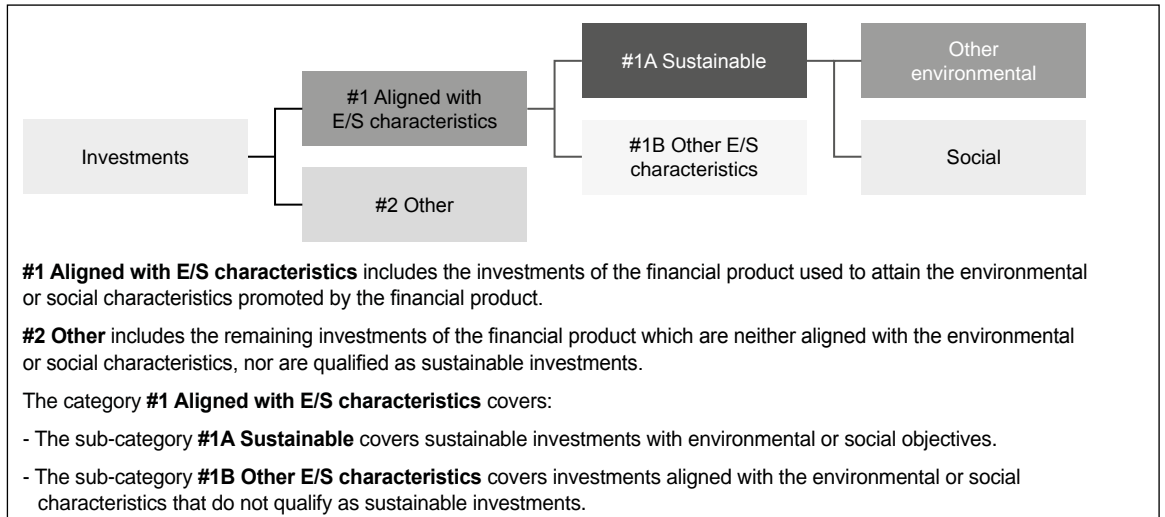 Investments
#1 Aligned with
E/S characteristics
#2 Other
#1A Sustainable
#1B Other E/S
characteristics
Other
environmental
Social
#1 Aligned with E/S characteristics includes the investments of the financial product used to attain the environmental
or social characteristics promoted by the financial product.
#2 Other includes the remaining investments of the financial product which are neither aligned with the environmental
or social characteristics, nor are qualified as sustainable investments.
The category #1 Aligned with E/S characteristics covers:
- The sub-category #1A Sustainable covers sustainable investments with environmental or social objectives.
- The sub-category #1B Other E/S characteristics covers investments aligned with the environmental or social
characteristics that do not qualify as sustainable investments.